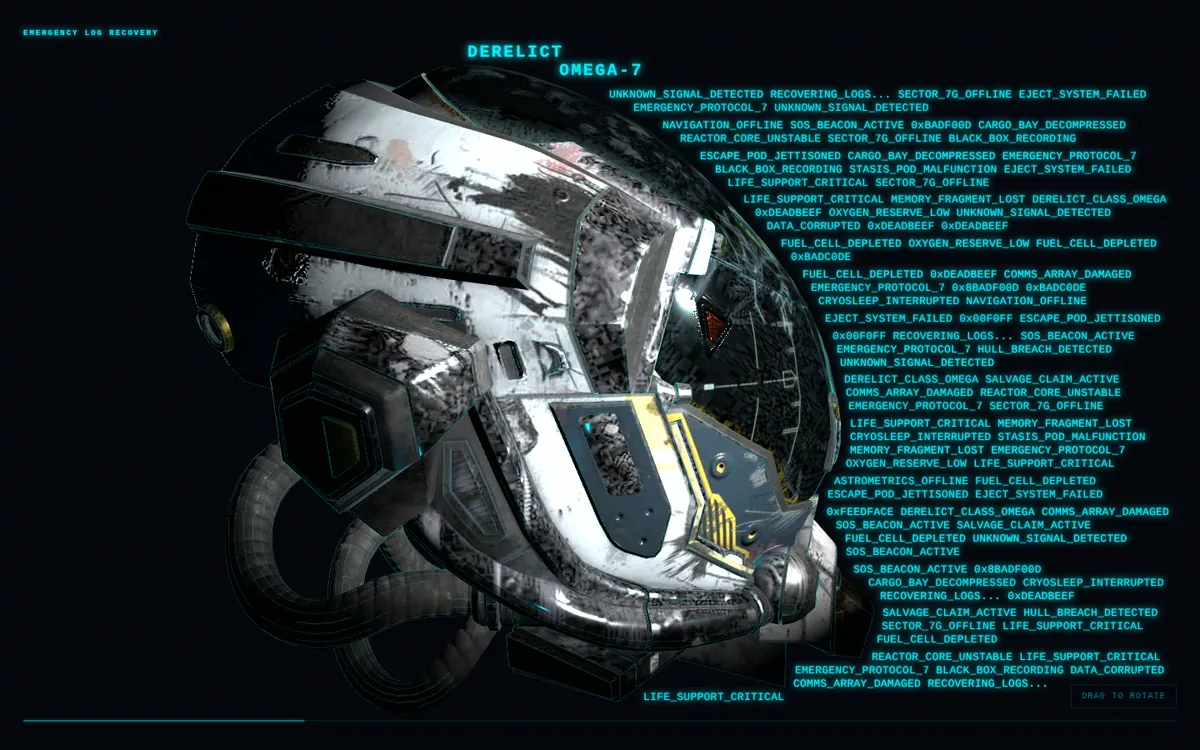 EMERGENCY LOG RECOVERY
DERELICT
OMEGA-7
UNKNOWN_SIGNAL_DETECTED RECOVERING_LOGS... SECTOR_7G_OFFLINE EJECT_SYSTEM_FAILED
EMERGENCY_PROTOCOL_7 UNKNOWN_SIGNAL_DETECTED
NAVIGATION_OFFLINE SOS_BEACON_ACTIVE 0xBADF00D CARGO_BAY_DECOMPRESSED
REACTOR_CORE_UNSTABLE SECTOR_7G_OFFLINE BLACK_BOX_RECORDING
ESCAPE_POD_JETTISONED CARGO_BAY_DECOMPRESSED EMERGENCY_PROTOCOL_7
BLACK_BOX_RECORDING STASIS_POD_MALFUNCTION EJECT_SYSTEM_FAILED
LIFE_SUPPORT_CRITICAL SECTOR_7G_OFFLINE
LIFE_SUPPORT_CRITICAL MEMORY_FRAGMENT_LOST DERELICT_CLASS_OMEGA
0xDEADBEEF OXYGEN_RESERVE_LOW UNKNOWN_SIGNAL_DETECTED
DATA_CORRUPTED 0xDEADBEEF 0xDEADBEEF
FUEL_CELL_DEPLETED OXYGEN_RESERVE_LOW FUEL_CELL_DEPLETED
0xBADC0DE
FUEL_CELL_DEPLETED 0xDEADBEEF COMMS_ARRAY_DAMAGED
EMERGENCY_PROTOCOL_7 0x8BADF00D 0xBADC0DE
CRYOSLEEP_INTERRUPTED NAVIGATION_OFFLINE
EJECT_SYSTEM_FAILED 0x00F0FF ESCAPE_POD_JETTISONED
0x00F0FF RECOVERING_LOGS... SOS_BEACON_ACTIVE
EMERGENCY_PROTOCOL_7 HULL_BREACH_DETECTED
UNKNOWN_SIGNAL_DETECTED
DERELICT_CLASS_OMEGA SALVAGE_CLAIM_ACTIVE
COMMS_ARRAY_DAMAGED REACTOR_CORE_UNSTABLE
EMERGENCY_PROTOCOL_7 SECTOR_7G_OFFLINE
LIFE_SUPPORT_CRITICAL MEMORY_FRAGMENT_LOST
CRYOSLEEP_INTERRUPTED STASIS_POD_MALFUNCTION
MEMORY_FRAGMENT_LOST EMERGENCY_PROTOCOL_7
OXYGEN_RESERVE_LOW LIFE_SUPPORT_CRITICAL
ASTROMETRICS_OFFLINE FUEL_CELL_DEPLETED
ESCAPE_POD_JETTISONED EJECT_SYSTEM_FAILED
0xFEEDFACE DERELICT_CLASS_OMEGA COMMS_ARRAY_DAMAGED
SOS_BEACON_ACTIVE SALVAGE_CLAIM_ACTIVE
FUEL_CELL_DEPLETED UNKNOWN_SIGNAL_DETECTED
SOS_BEACON_ACTIVE
SOS_BEACON_ACTIVE 0x8BADF00D
CARGO_BAY_DECOMPRESSED CRYOSLEEP_INTERRUPTED
RECOVERING_LOGS... 0xDEADBEEF
SALVAGE_CLAIM_ACTIVE HULL_BREACH_DETECTED
SECTOR_7G_OFFLINE LIFE_SUPPORT_CRITICAL
FUEL_CELL_DEPLETED
REACTOR_CORE_UNSTABLE LIFE_SUPPORT_CRITICAL
EMERGENCY_PROTOCOL_7 BLACK_BOX_RECORDING DATA_CORRUPTED
COMMS_ARRAY_DAMAGED RECOVERING_LOGS...
LIFE_SUPPORT_CRITICAL
DRAG TO ROTATE